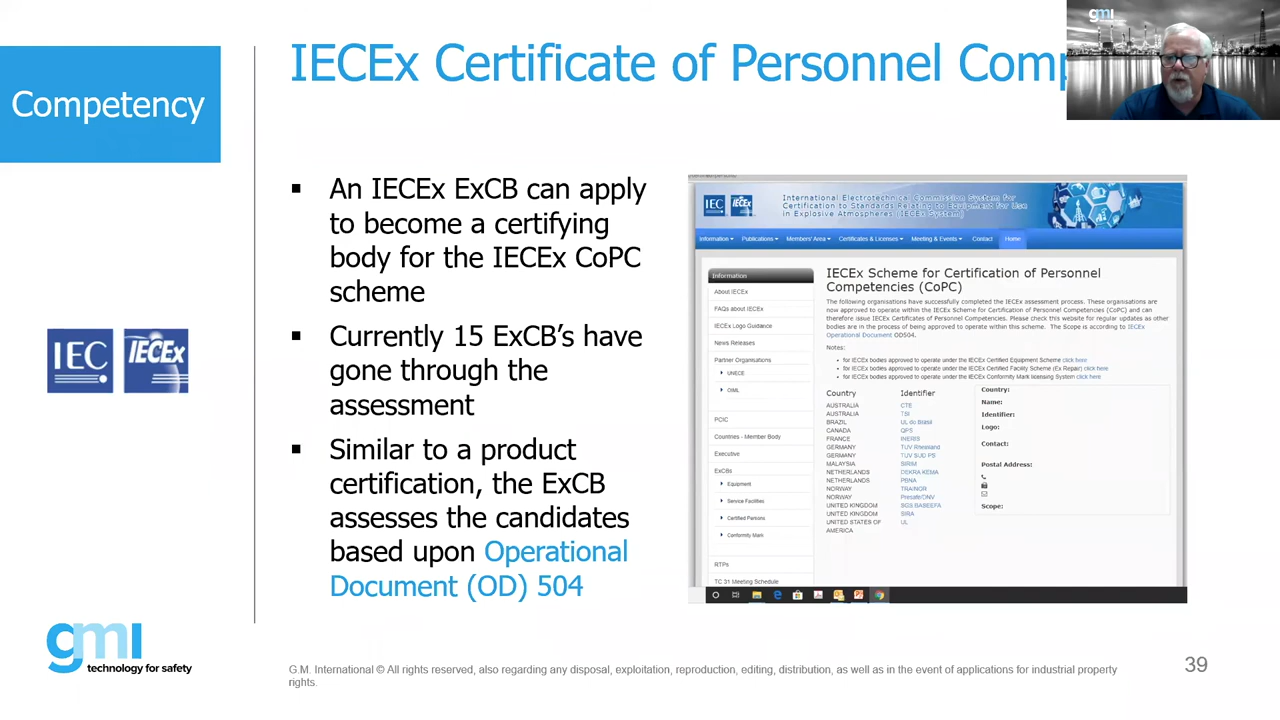 IECEx Certificate of Personnel Comp
gmi
Competency
▪ An IECEx ExCB can apply
to become a certifying
body for the IECEx CoPC
scheme
▪ Currently 15 ExCB's have
gone through the
assessment
▪ Similar to a product
certification, the ExCB
assesses the candidates
based upon Operational
Document (OD) 504
IEC IECEx
gmi
technology for safety
IEC IECEx
International Electrotechnical Commission System for
Certification to Standards Relating to Equipment for Use
in Explosive Atmospheres (IECEx System)
Information Publications Members' Area Certificates & Licenses Meeting & Events Contact Home
Information
About IECEx
FAQs about IECEx
IECEx Logo Guidance
News Releases
Partner Organisations
UNECE
OIML
PCIC
Countries - Member Body
Executive
ExCBs
Equipment
Service Facilities
Certified Persons
Conformity Mark
RTPs
TC 31 Meeting Schedule
IECEx Scheme for Certification of Personnel
Competencies (CoPC)
The following organisations have successfully completed the IECEx assessment process. These organisations are
now approved to operate within the IECEx Scheme for Certification of Personnel Competencies (CoPC) and can
therefore issue IECEx Certificates of Personnel Competencies. Please check this website for regular updates as other
bodies are in the process of being approved to operate within this scheme. The Scope is according to IECEx
Operational Document OD504.
Notes:
• for IECEx bodies approved to operate under the IECEx Certified Equipment Scheme click here
• for IECEx bodies approved to operate under the IECEx Certified Facility Scheme (Ex Repair) click here
• for IECEx bodies approved to operate under the IECEx Conformity Mark licensing System click here
Country Identifier
AUSTRALIA CTE
AUSTRALIA TSI
BRAZIL UL do Brasil
CANADA QPS
FRANCE INERIS
GERMANY TUV Rheinland
GERMANY TUV SUD PS
MALAYSIA SIRIM
NETHERLANDS DEKRA KEMA
NETHERLANDS PBNA
NORWAY TRAINOR
NORWAY Presafe/DNV
UNITED KINGDOM SGS BASEEFA
UNITED KINGDOM SIRA
UNITED STATES OF UL
AMERICA
Country:
Name:
Identifier:
Logo:
Contact:
Postal Address:
Scope:
G.M. International © All rights reserved, also regarding any disposal, exploitation, reproduction, editing, distribution, as well as in the event of applications for industrial property
rights.
39